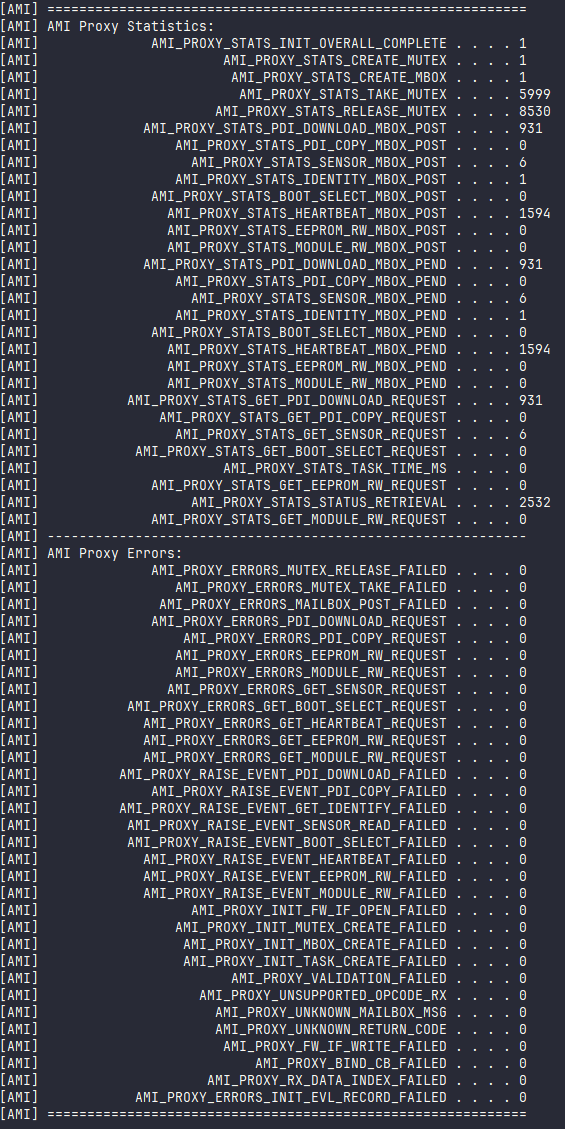 [AMI] ============================================================
[AMI] AMI Proxy Statistics:
[AMI] AMI_PROXY_STATS_INIT_OVERALL_COMPLETE . . . . 1
[AMI] AMI_PROXY_STATS_CREATE_MUTEX . . . . 1
[AMI] AMI_PROXY_STATS_CREATE_MBOX . . . . 1
[AMI] AMI_PROXY_STATS_TAKE_MUTEX . . . . 5999
[AMI] AMI_PROXY_STATS_RELEASE_MUTEX . . . . 8530
[AMI] AMI_PROXY_STATS_PDI_DOWNLOAD_MBOX_POST . . . . 931
[AMI] AMI_PROXY_STATS_PDI_COPY_MBOX_POST . . . . 0
[AMI] AMI_PROXY_STATS_SENSOR_MBOX_POST . . . . 6
[AMI] AMI_PROXY_STATS_IDENTITY_MBOX_POST . . . . 1
[AMI] AMI_PROXY_STATS_BOOT_SELECT_MBOX_POST . . . . 0
[AMI] AMI_PROXY_STATS_HEARTBEAT_MBOX_POST . . . . 1594
[AMI] AMI_PROXY_STATS_EEPROM_RW_MBOX_POST . . . . 0
[AMI] AMI_PROXY_STATS_MODULE_RW_MBOX_POST . . . . 0
[AMI] AMI_PROXY_STATS_PDI_DOWNLOAD_MBOX_PEND . . . . 931
[AMI] AMI_PROXY_STATS_PDI_COPY_MBOX_PEND . . . . 0
[AMI] AMI_PROXY_STATS_SENSOR_MBOX_PEND . . . . 6
[AMI] AMI_PROXY_STATS_IDENTITY_MBOX_PEND . . . . 1
[AMI] AMI_PROXY_STATS_BOOT_SELECT_MBOX_PEND . . . . 0
[AMI] AMI_PROXY_STATS_HEARTBEAT_MBOX_PEND . . . . 1594
[AMI] AMI_PROXY_STATS_EEPROM_RW_MBOX_PEND . . . . 0
[AMI] AMI_PROXY_STATS_MODULE_RW_MBOX_PEND . . . . 0
[AMI] AMI_PROXY_STATS_GET_PDI_DOWNLOAD_REQUEST . . . . 931
[AMI] AMI_PROXY_STATS_GET_PDI_COPY_REQUEST . . . . 0
[AMI] AMI_PROXY_STATS_GET_SENSOR_REQUEST . . . . 6
[AMI] AMI_PROXY_STATS_GET_BOOT_SELECT_REQUEST . . . . 0
[AMI] AMI_PROXY_STATS_TASK_TIME_MS . . . . 0
[AMI] AMI_PROXY_STATS_GET_EEPROM_RW_REQUEST . . . . 0
[AMI] AMI_PROXY_STATS_STATUS_RETRIEVAL . . . . 2532
[AMI] AMI_PROXY_STATS_GET_MODULE_RW_REQUEST . . . . 0
[AMI] ------------------------------------------------------------
[AMI] AMI Proxy Errors:
[AMI] AMI_PROXY_ERRORS_MUTEX_RELEASE_FAILED . . . . 0
[AMI] AMI_PROXY_ERRORS_MUTEX_TAKE_FAILED . . . . 0
[AMI] AMI_PROXY_ERRORS_MAILBOX_POST_FAILED . . . . 0
[AMI] AMI_PROXY_ERRORS_PDI_DOWNLOAD_REQUEST . . . . 0
[AMI] AMI_PROXY_ERRORS_PDI_COPY_REQUEST . . . . 0
[AMI] AMI_PROXY_ERRORS_EEPROM_RW_REQUEST . . . . 0
[AMI] AMI_PROXY_ERRORS_MODULE_RW_REQUEST . . . . 0
[AMI] AMI_PROXY_ERRORS_GET_SENSOR_REQUEST . . . . 0
[AMI] AMI_PROXY_ERRORS_GET_BOOT_SELECT_REQUEST . . . . 0
[AMI] AMI_PROXY_ERRORS_GET_HEARTBEAT_REQUEST . . . . 0
[AMI] AMI_PROXY_ERRORS_GET_EEPROM_RW_REQUEST . . . . 0
[AMI] AMI_PROXY_ERRORS_GET_MODULE_RW_REQUEST . . . . 0
[AMI] AMI_PROXY_RAISE_EVENT_PDI_DOWNLOAD_FAILED . . . . 0
[AMI] AMI_PROXY_RAISE_EVENT_PDI_COPY_FAILED . . . . 0
[AMI] AMI_PROXY_RAISE_EVENT_GET_IDENTIFY_FAILED . . . . 0
[AMI] AMI_PROXY_RAISE_EVENT_SENSOR_READ_FAILED . . . . 0
[AMI] AMI_PROXY_RAISE_EVENT_BOOT_SELECT_FAILED . . . . 0
[AMI] AMI_PROXY_RAISE_EVENT_HEARTBEAT_FAILED . . . . 0
[AMI] AMI_PROXY_RAISE_EVENT_EEPROM_RW_FAILED . . . . 0
[AMI] AMI_PROXY_RAISE_EVENT_MODULE_RW_FAILED . . . . 0
[AMI] AMI_PROXY_INIT_FW_IF_OPEN_FAILED . . . . 0
[AMI] AMI_PROXY_INIT_MUTEX_CREATE_FAILED . . . . 0
[AMI] AMI_PROXY_INIT_MBOX_CREATE_FAILED . . . . 0
[AMI] AMI_PROXY_INIT_TASK_CREATE_FAILED . . . . 0
[AMI] AMI_PROXY_VALIDATION_FAILED . . . . 0
[AMI] AMI_PROXY_UNSUPPORTED_OPCODE_RX . . . . 0
[AMI] AMI_PROXY_UNKNOWN_MAILBOX_MSG . . . . 0
[AMI] AMI_PROXY_UNKNOWN_RETURN_CODE . . . . 0
[AMI] AMI_PROXY_FW_IF_WRITE_FAILED . . . . 0
[AMI] AMI_PROXY_BIND_CB_FAILED . . . . 0
[AMI] AMI_PROXY_RX_DATA_INDEX_FAILED . . . . 0
[AMI] AMI_PROXY_ERRORS_INIT_EVL_RECORD_FAILED . . . . 0
[AMI] ============================================================